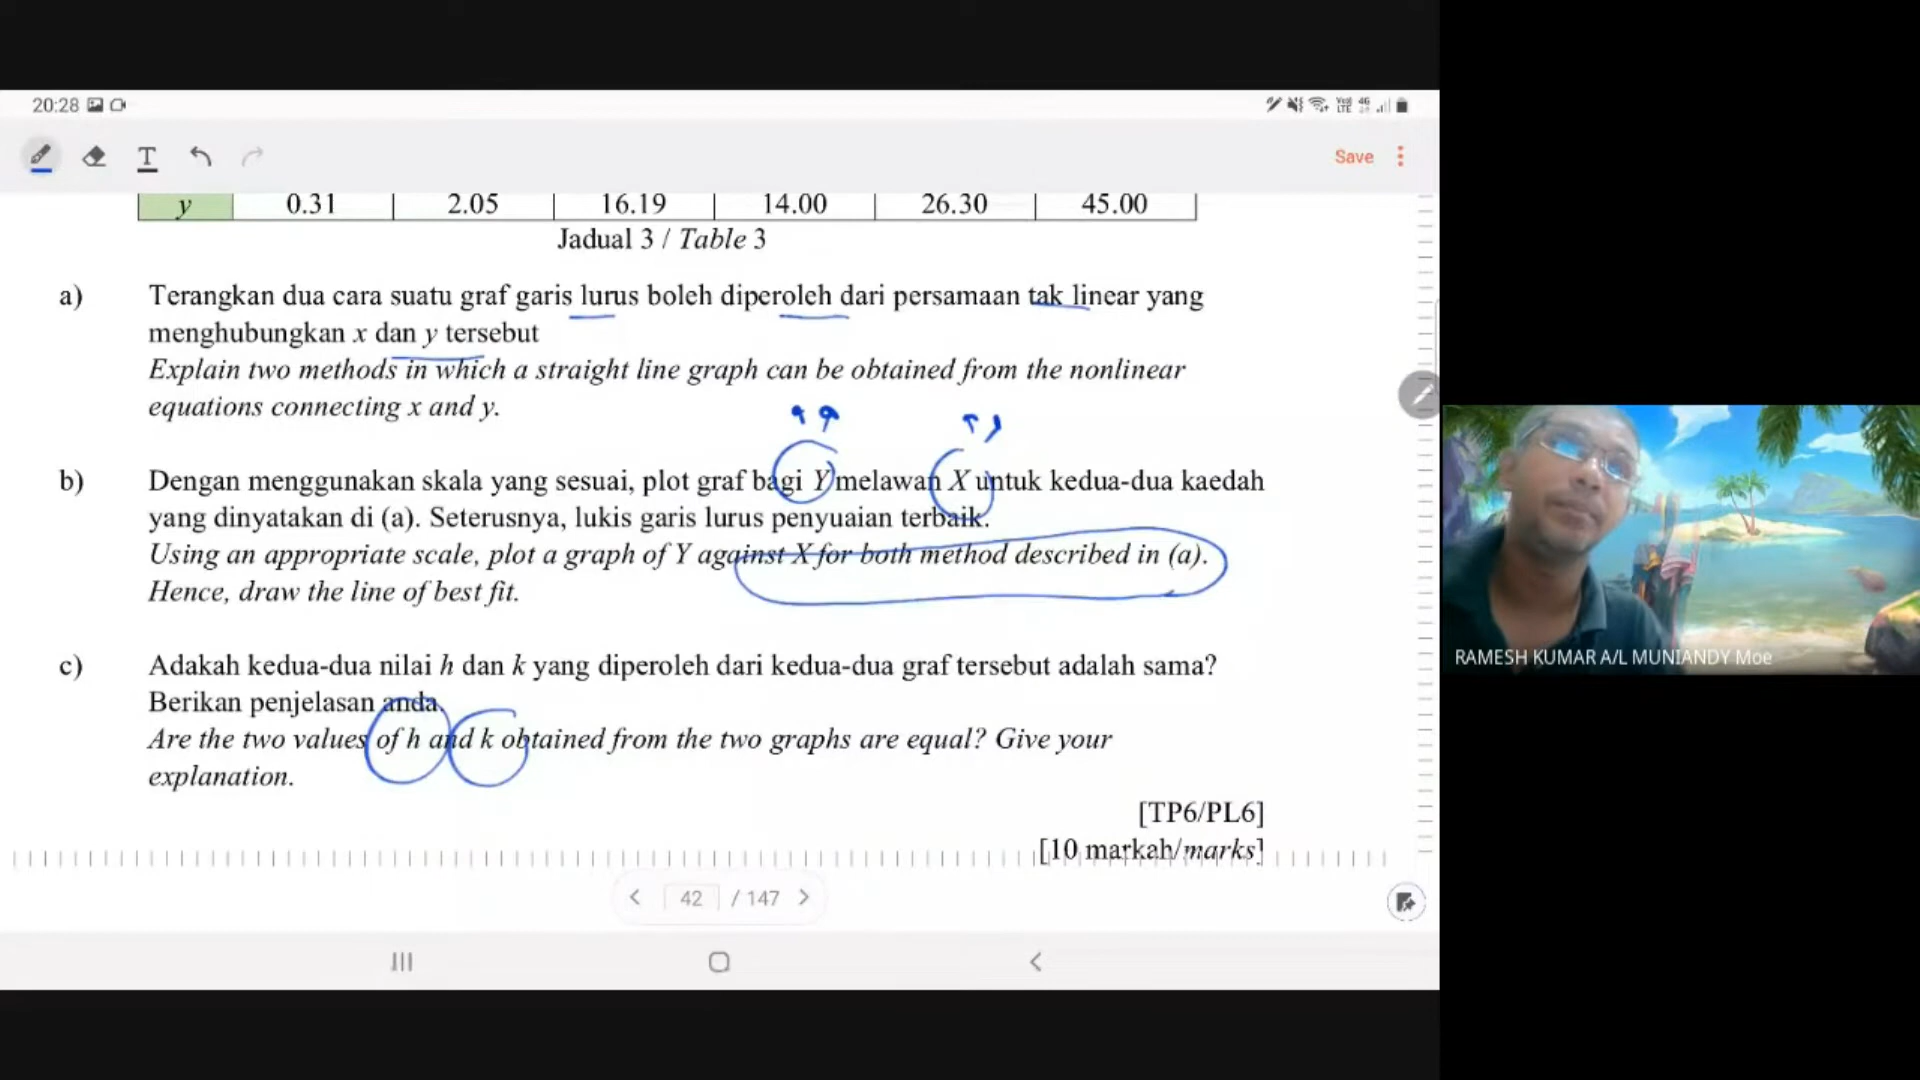 20:28
VoII 4G
LTE
T
Save
y 0.31 2.05 16.19 14.00 26.30 45.00
Jadual 3 / Table 3
a) Terangkan dua cara suatu graf garis lurus boleh diperoleh dari persamaan tak linear yang
menghubungkan x dan y tersebut
Explain two methods in which a straight line graph can be obtained from the nonlinear
equations connecting x and y.
b) Dengan menggunakan skala yang sesuai, plot graf bagi Y melawan X untuk kedua-dua kaedah
yang dinyatakan di (a). Seterusnya, lukis garis lurus penyuaian terbaik.
Using an appropriate scale, plot a graph of Y against X for both method described in (a).
Hence, draw the line of best fit.
c) Adakah kedua-dua nilai h dan k yang diperoleh dari kedua-dua graf tersebut adalah sama?
Berikan penjelasan anda.
Are the two values of h and k obtained from the two graphs are equal? Give your
explanation.
[TP6/PL6]
[10 markah/marks]
42 / 147
RAMESH KUMAR A/L MUNIANDY Moe